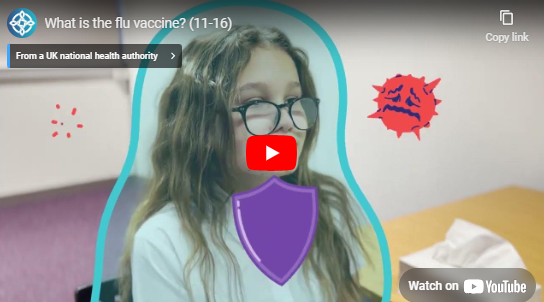 What is the flu vaccine? (11-16)
Copy link
From a UK national health authority
Watch on YouTube